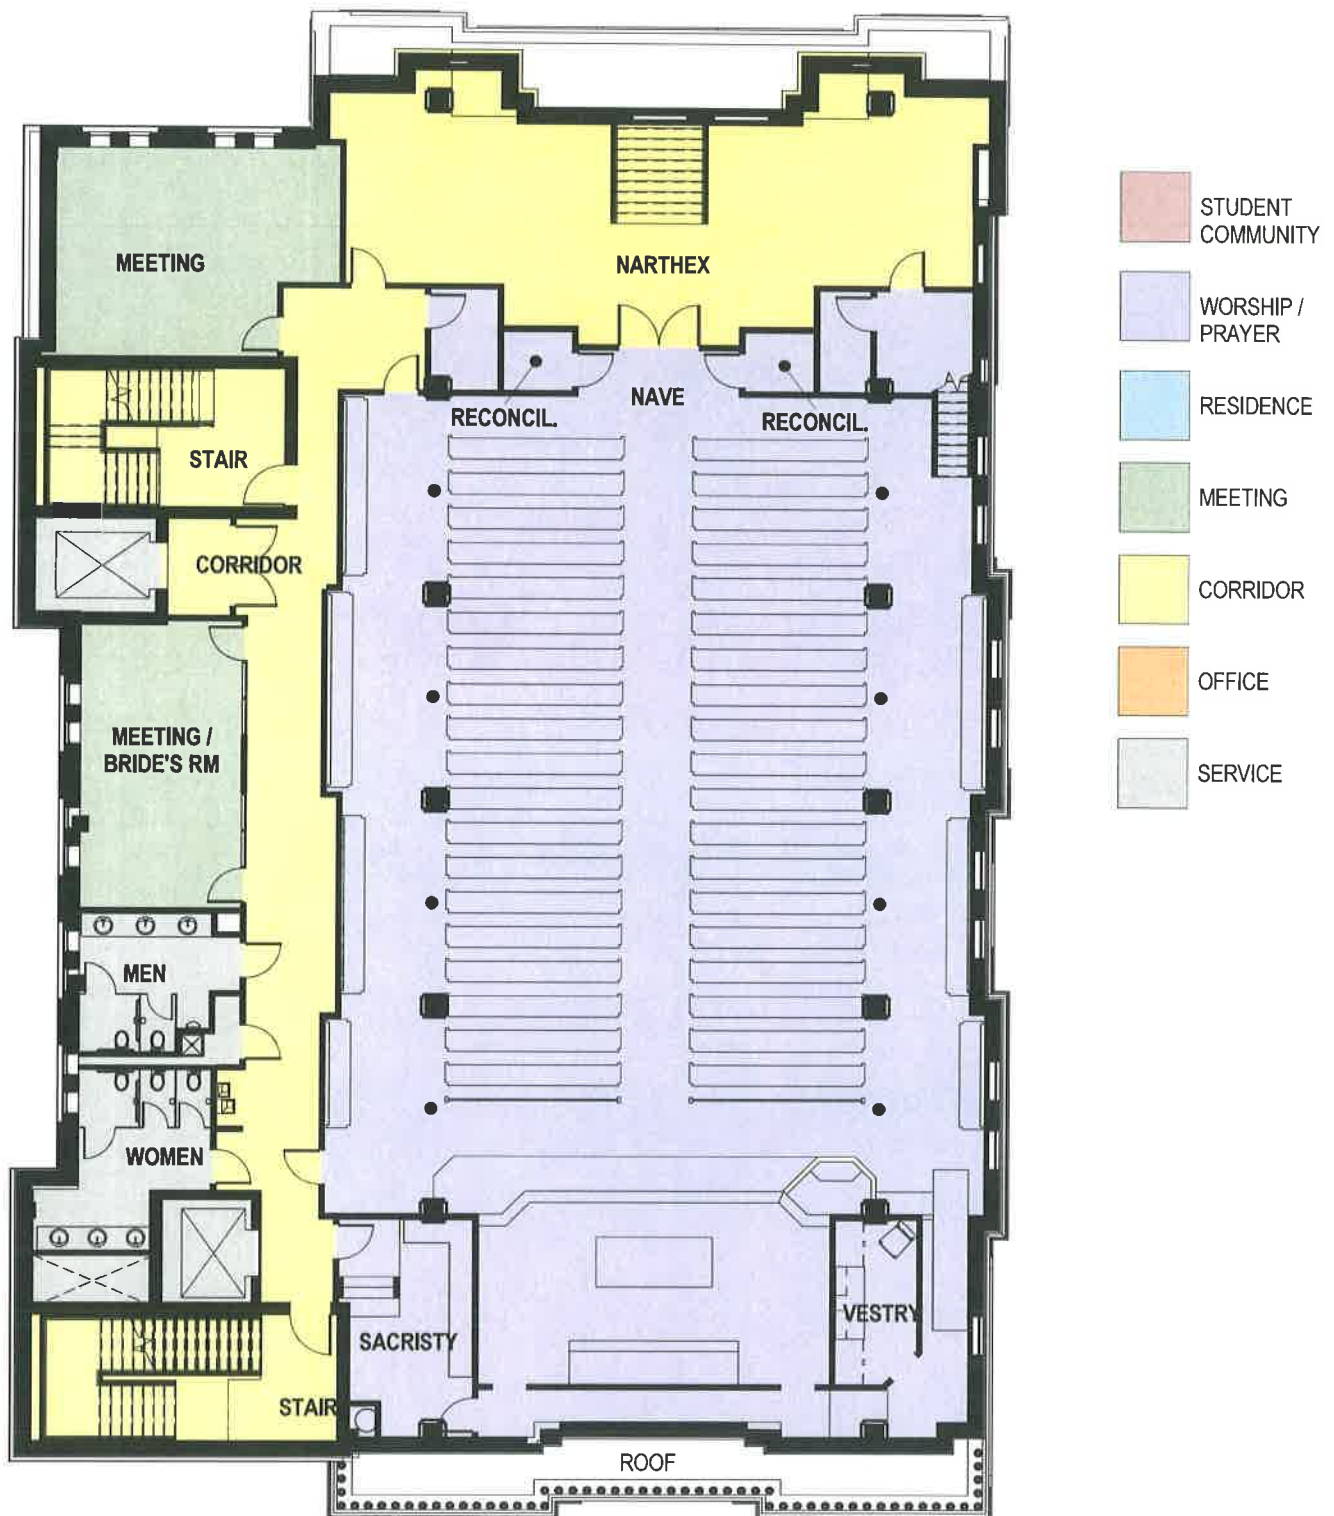 MEETING
NARTHEX
NAVE
RECONCIL.
RECONCIL.
STAIR
CORRIDOR
MEETING /
BRIDE'S RM
MEN
WOMEN
SACRISTY
VESTRY
STAIR
ROOF
STUDENT
COMMUNITY
WORSHIP /
PRAYER
RESIDENCE
MEETING
CORRIDOR
OFFICE
SERVICE